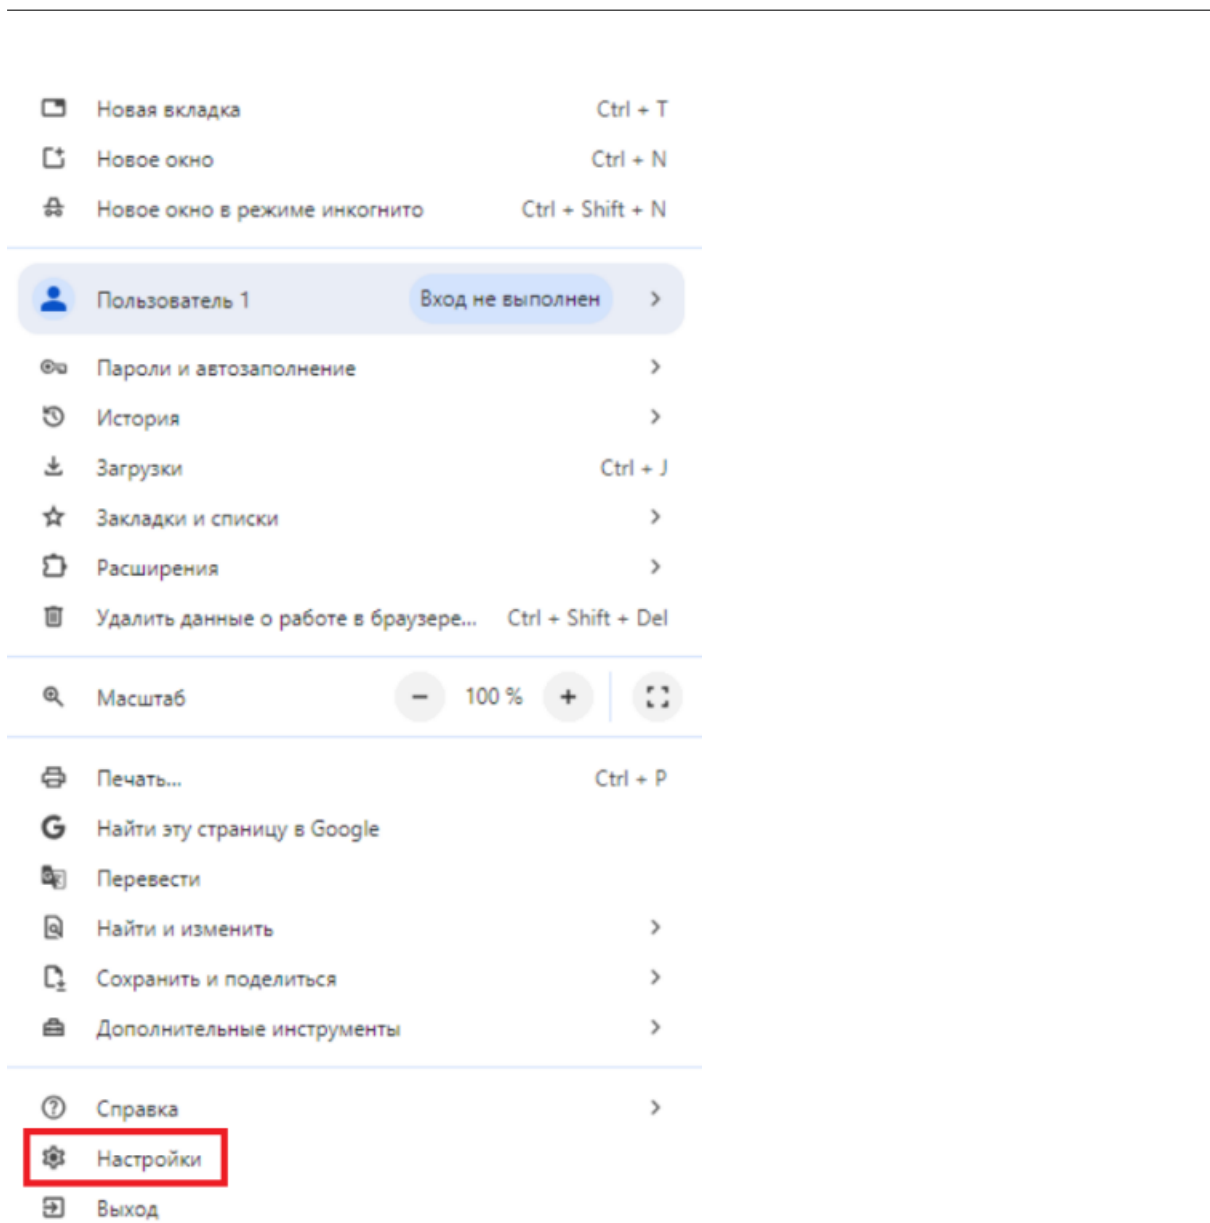 Новая вкладка Ctrl + T
Новое окно Ctrl + N
Новое окно в режиме инкогнито Ctrl + Shift + N
Пользователь 1 Вход не выполнен
Пароли и автозаполнение
История
Загрузки Ctrl + J
Закладки и списки
Расширения
Удалить данные о работе в браузере... Ctrl + Shift + Del
Масштаб − 100 % +
Печать... Ctrl + P
Найти эту страницу в Google
Перевести
Найти и изменить
Сохранить и поделиться
Дополнительные инструменты
Справка
Настройки
Выход